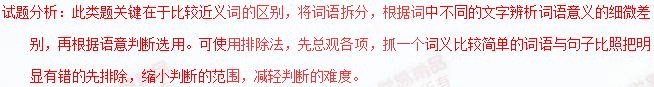 试题分析：此类题关键在于比较近义词的区别，将词语拆分，根据词中不同的文字辨析词语意义的细微差
别，再根据语意判断选用。可使用排除法，先总观各项，抓一个词义比较简单的词语与句子比照把明
显有错的先排除，缩小判断的范围，减轻判断的难度。